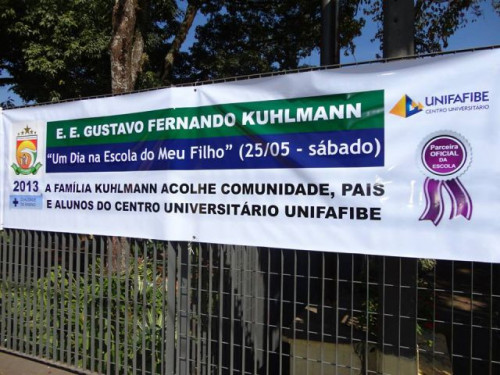 E. E. GUSTAVO FERNANDO KUHLMANN
"Um Dia na Escola do Meu Filho" (25/05 - sábado)
A FAMÍLIA KUHLMANN ACOLHE COMUNIDADE, PAIS
E ALUNOS DO CENTRO UNIVERSITÁRIO UNIFAFIBE
2013
UNIFAFIBE
CENTRO UNIVERSITÁRIO
Parceira
OFICIAL
DA
ESCOLA